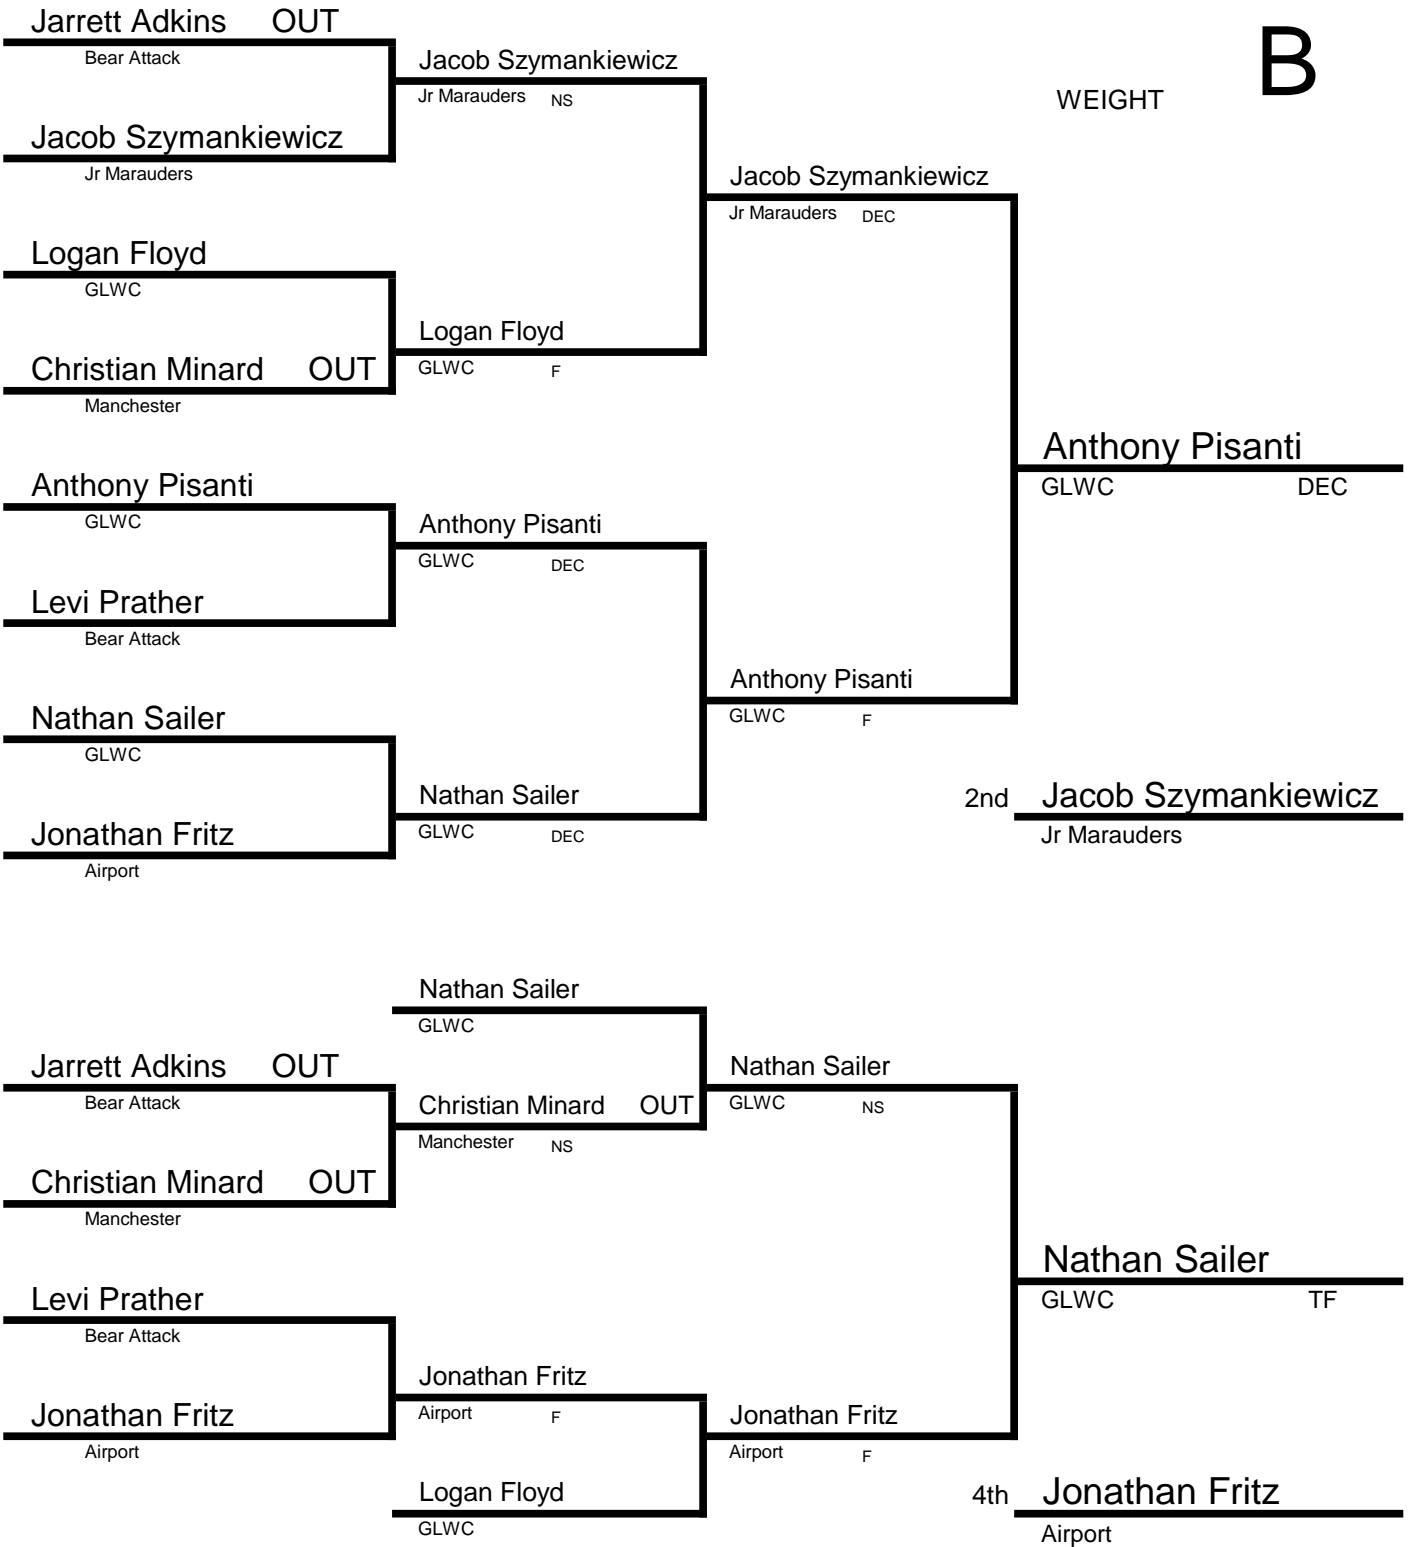 Jarrett Adkins OUT
Bear Attack
Jacob Szymankiewicz
Jr Marauders NS
B
WEIGHT
Jacob Szymankiewicz
Jr Marauders
Jacob Szymankiewicz
Jr Marauders DEC
Logan Floyd
GLWC
Logan Floyd
GLWC F
Christian Minard OUT
Manchester
Anthony Pisanti
GLWC DEC
Anthony Pisanti
GLWC
Anthony Pisanti
GLWC DEC
Levi Prather
Bear Attack
Anthony Pisanti
GLWC F
Nathan Sailer
GLWC
Nathan Sailer
GLWC DEC
2nd Jacob Szymankiewicz
Jr Marauders
Jonathan Fritz
Airport
Nathan Sailer
GLWC
Jarrett Adkins OUT
Bear Attack
Nathan Sailer
GLWC NS
Christian Minard OUT
Manchester NS
Christian Minard OUT
Manchester
Nathan Sailer
GLWC TF
Levi Prather
Bear Attack
Jonathan Fritz
Airport F
Jonathan Fritz
Airport
Jonathan Fritz
Airport F
Logan Floyd
GLWC
4th Jonathan Fritz
Airport